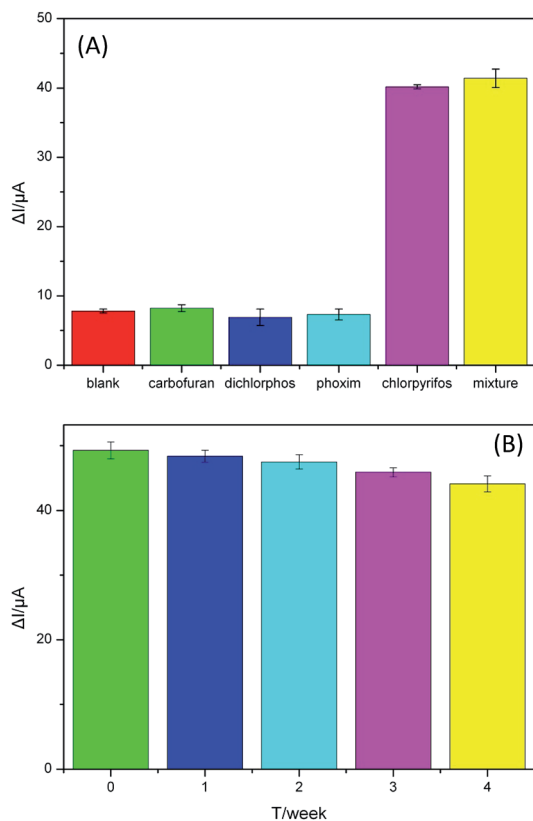 (A)
50
40
30
20
10
0
ΔI/μA
blank carbofuran dichlorphos phoxim chlorpyrifos mixture
(B)
40
20
0
ΔI/μA
0 1 2 3 4
T/week